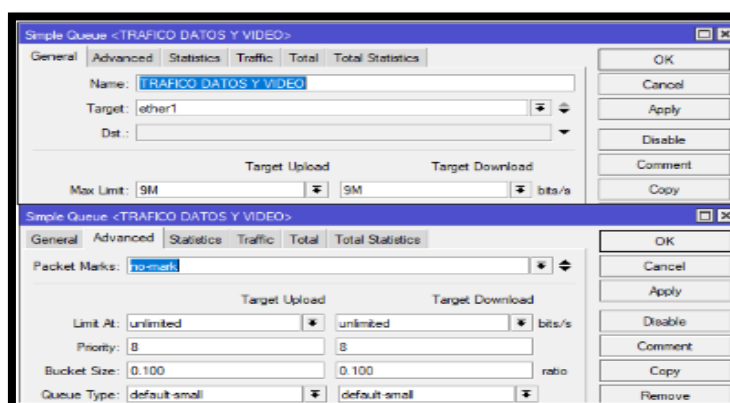 Simple Queue <TRAFICO DATOS Y VIDEO>
General Advanced Statistics Traffic Total Total Statistics
OK
Name: TRAFICO DATOS Y VIDEO
Cancel
Target: ether1
Apply
Dst.:
Disable
Target Upload Target Download
Comment
Max Limit: 9M 9M bits/s
Copy
Simple Queue <TRAFICO DATOS Y VIDEO>
General Advanced Statistics Traffic Total Total Statistics
OK
Packet Marks: no-mark
Cancel
Target Upload Target Download
Apply
Limit At: unlimited unlimited bits/s
Disable
Priority: 8 8
Comment
Bucket Size: 0.100 0.100 ratio
Copy
Queue Type: default-small default-small
Remove